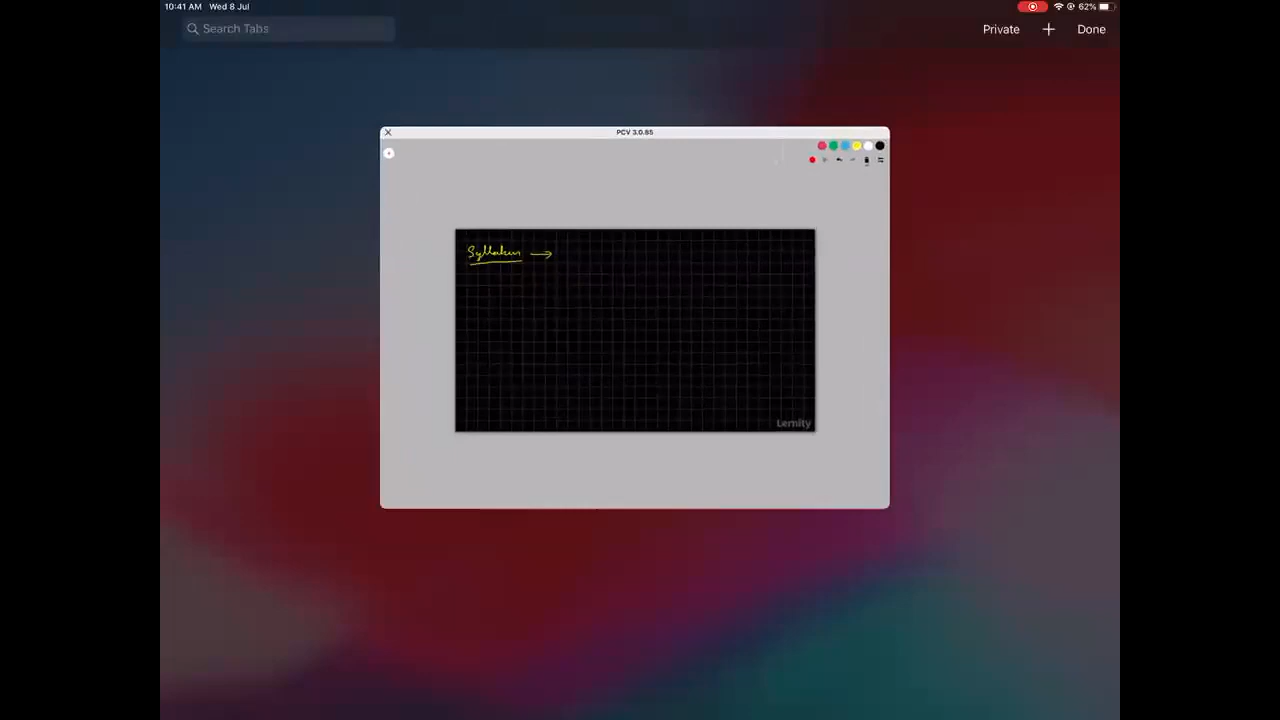 10:41 AM Wed 8 Jul 62%
Search Tabs Private + Done
PCV 3.0.85
Syllabus →
Lernity